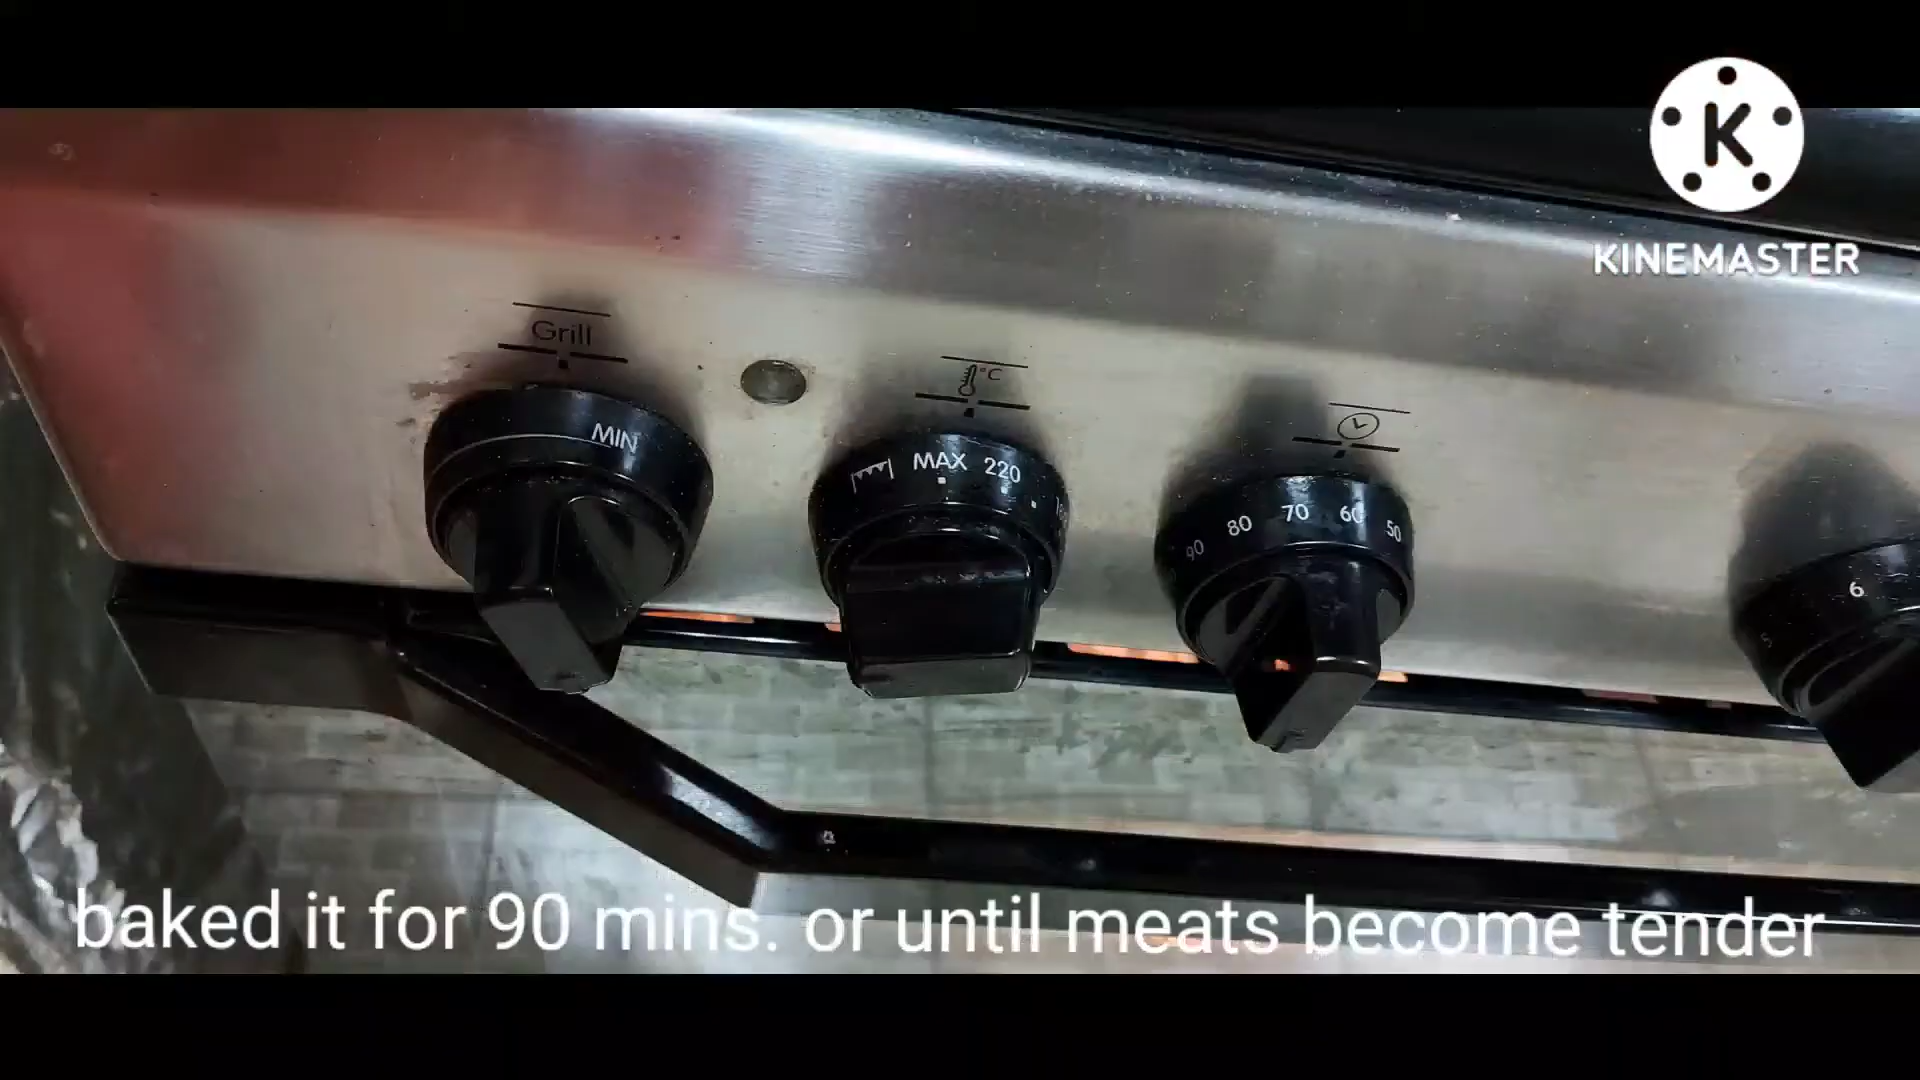 K
KINEMASTER
Grill
°C
MIN
MAX 220
90 80 70 60 50
6
5
baked it for 90 mins. or until meats become tender